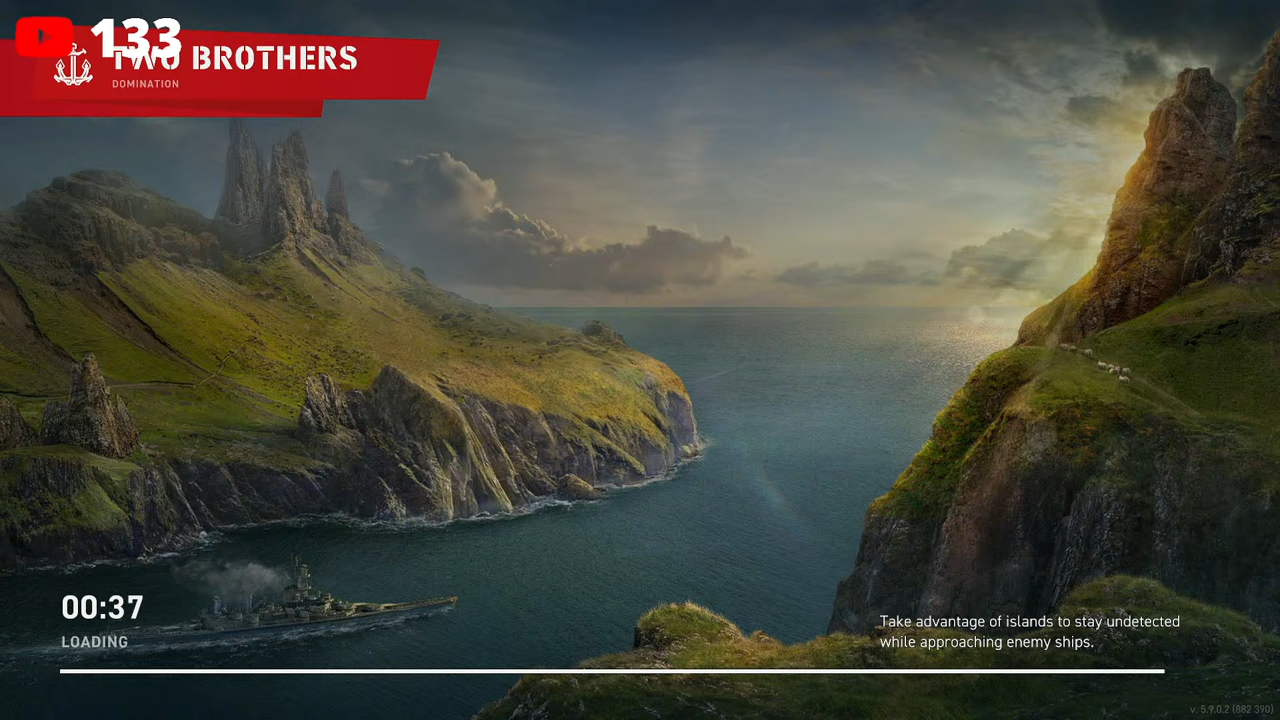 133
TWO BROTHERS
DOMINATION
00:37
LOADING
Take advantage of islands to stay undetected
while approaching enemy ships.
v. 5.9.0.2 (882 390)